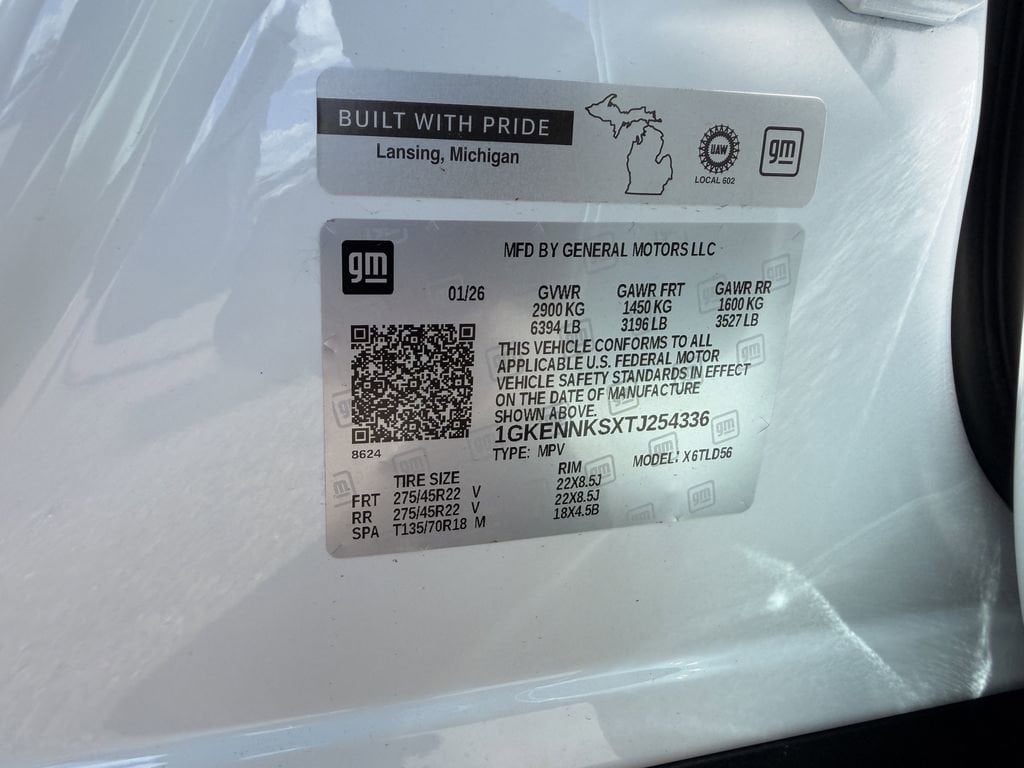 BUILT WITH PRIDE
Lansing, Michigan
UAW
LOCAL 602
gm
gm
MFD BY GENERAL MOTORS LLC
01/26 GVWR GAWR FRT GAWR RR
2900 KG 1450 KG 1600 KG
6394 LB 3196 LB 3527 LB
THIS VEHICLE CONFORMS TO ALL
APPLICABLE U.S. FEDERAL MOTOR
VEHICLE SAFETY STANDARDS IN EFFECT
ON THE DATE OF MANUFACTURE
SHOWN ABOVE.
1GKENNKSXTJ254336
8624
TYPE: MPV MODEL: X6TLD56
TIRE SIZE RIM
FRT 275/45R22 V 22X8.5J
RR 275/45R22 V 22X8.5J
SPA T135/70R18 M 18X4.5B